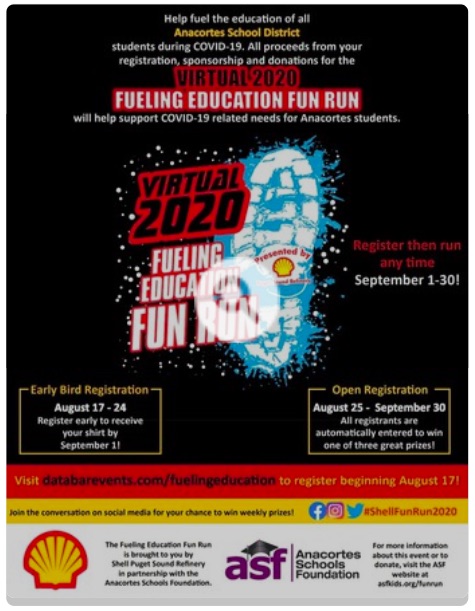 Help fuel the education of all
Anacortes School District
students during COVID-19. All proceeds from your
registration, sponsorship and donations for the
VIRTUAL 2020
FUELING EDUCATION FUN RUN
will help support COVID-19 related needs for Anacortes students.
VIRTUAL
2020
FUELING
EDUCATION
FUN RUN
Presented by
Sound Refinery
Register then run
any time
September 1-30!
Early Bird Registration
August 17 - 24
Register early to receive
your shirt by
September 1!
Open Registration
August 25 - September 30
All registrants are
automatically entered to win
one of three great prizes!
Visit databarevents.com/fuelingeducation to register beginning August 17!
Join the conversation on social media for your chance to win weekly prizes!
#ShellFunRun2020
The Fueling Education Fun Run
is brought to you by
Shell Puget Sound Refinery
in partnership with the
Anacortes Schools Foundation.
asf
Anacortes
Schools
Foundation
For more information
about this event or to
donate, visit the ASF
website at
asfkids.org/funrun